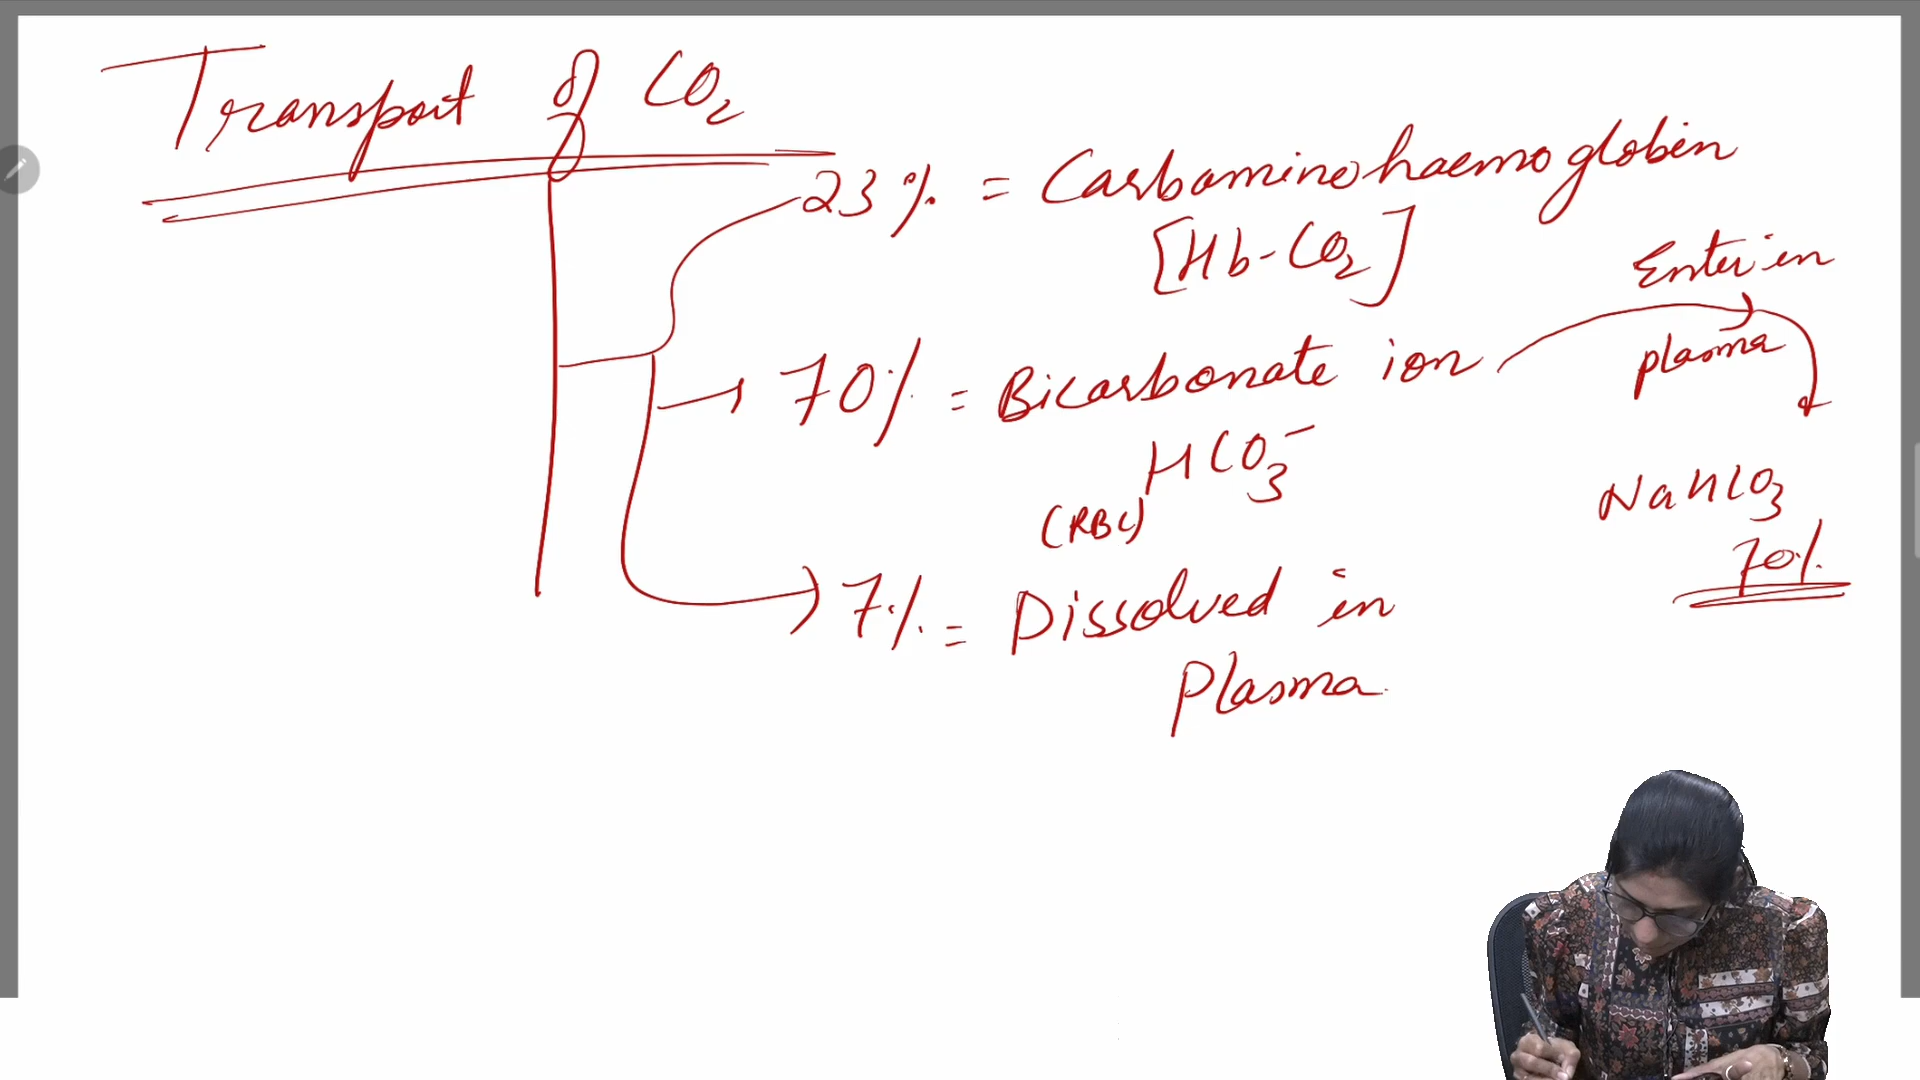 Transport of CO2
23% = Carbaminohaemoglobin
[Hb-CO2]
Enter in
plasma
70% = Bicarbonate ion
HCO3-
(RBC)
NaHCO3
70%
7% = Dissolved in
Plasma